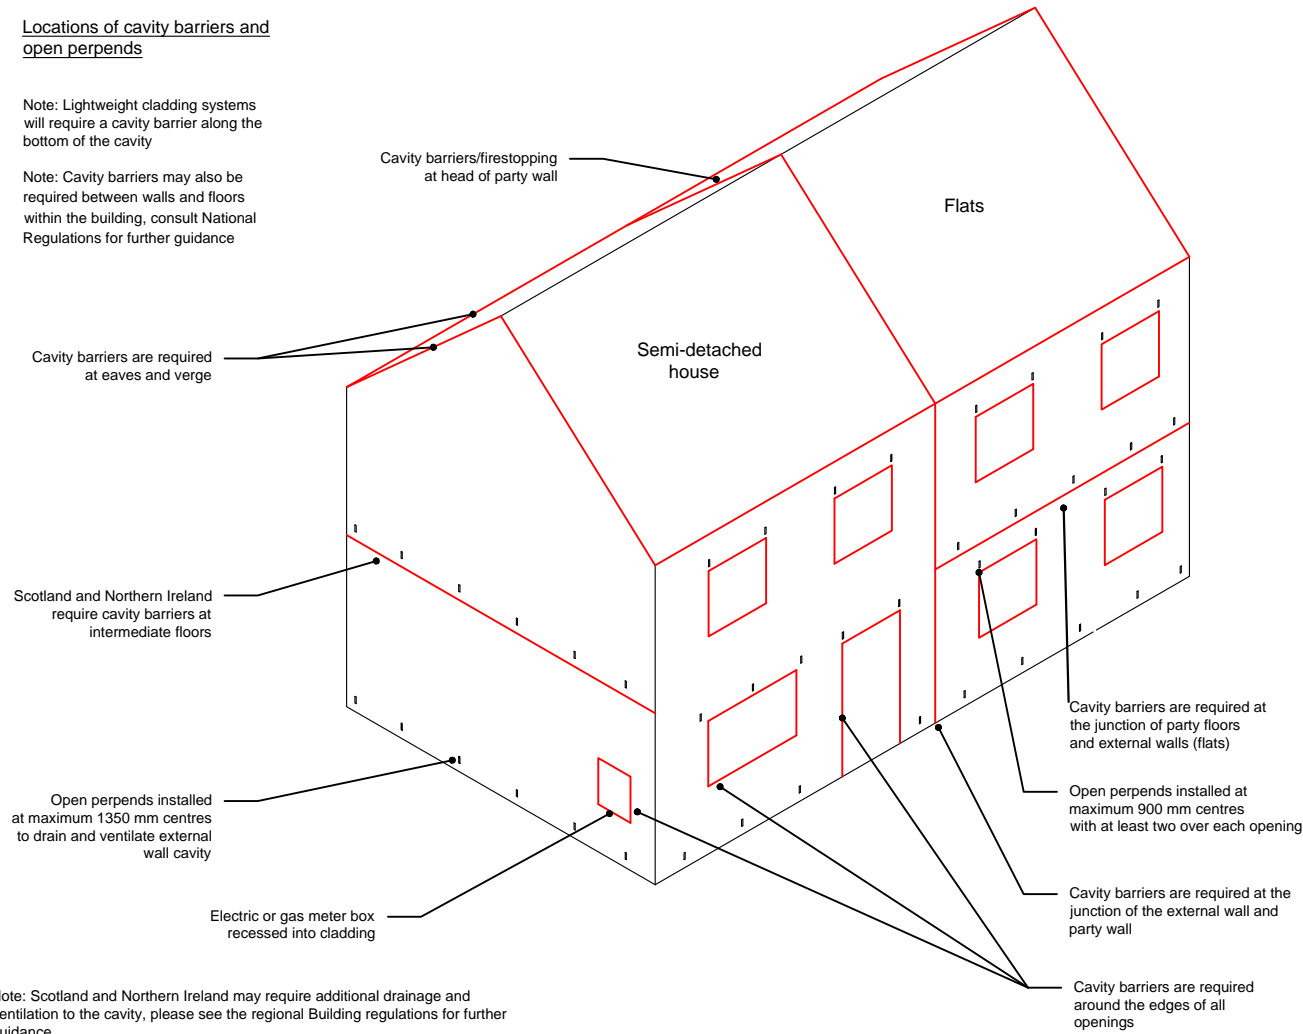 Locations of cavity barriers and
open perpends
Note: Lightweight cladding systems
will require a cavity barrier along the
bottom of the cavity
Note: Cavity barriers may also be
required between walls and floors
within the building, consult National
Regulations for further guidance
Cavity barriers/firestopping
at head of party wall
Flats
Semi-detached
house
Cavity barriers are required
at eaves and verge
Scotland and Northern Ireland
require cavity barriers at
intermediate floors
Open perpends installed
at maximum 1350 mm centres
to drain and ventilate external
wall cavity
Electric or gas meter box
recessed into cladding
Cavity barriers are required at
the junction of party floors
and external walls (flats)
Open perpends installed at
maximum 900 mm centres
with at least two over each opening
Cavity barriers are required at the
junction of the external wall and
party wall
Cavity barriers are required
around the edges of all
openings
Note: Scotland and Northern Ireland may require additional drainage and
ventilation to the cavity, please see the regional Building regulations for further
guidance